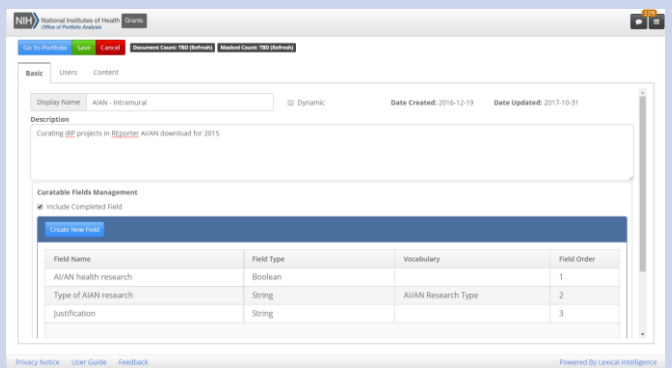 NIH National Institutes of Health Grants
Office of Portfolio Analysis
129
Go To Portfolio Save Cancel Document Count: TBD (Refresh) Masked Count: TBD (Refresh)
Basic Users Content
Display Name AIAN - Intramural Dynamic Date Created: 2016-12-19 Date Updated: 2017-10-31
Description
Curating IRP projects in REporter AI/AN download for 2015
Curatable Fields Management
Include Completed Field
Create New Field
Field Name Field Type Vocabulary Field Order
AI/AN health research Boolean 1
Type of AIAN research String AI/AN Research Type 2
Justification String 3
Privacy Notice User Guide Feedback Powered By Lexical Intelligence